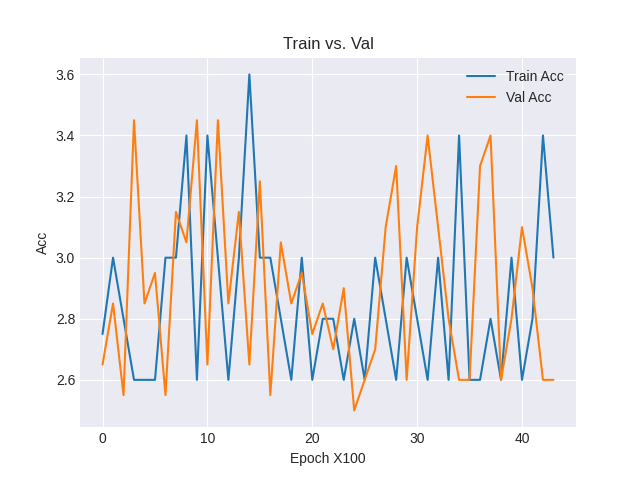 Train vs. Val
Train Acc
Val Acc
3.6
3.4
3.2
3.0
2.8
2.6
Acc
0 10 20 30 40
Epoch X100